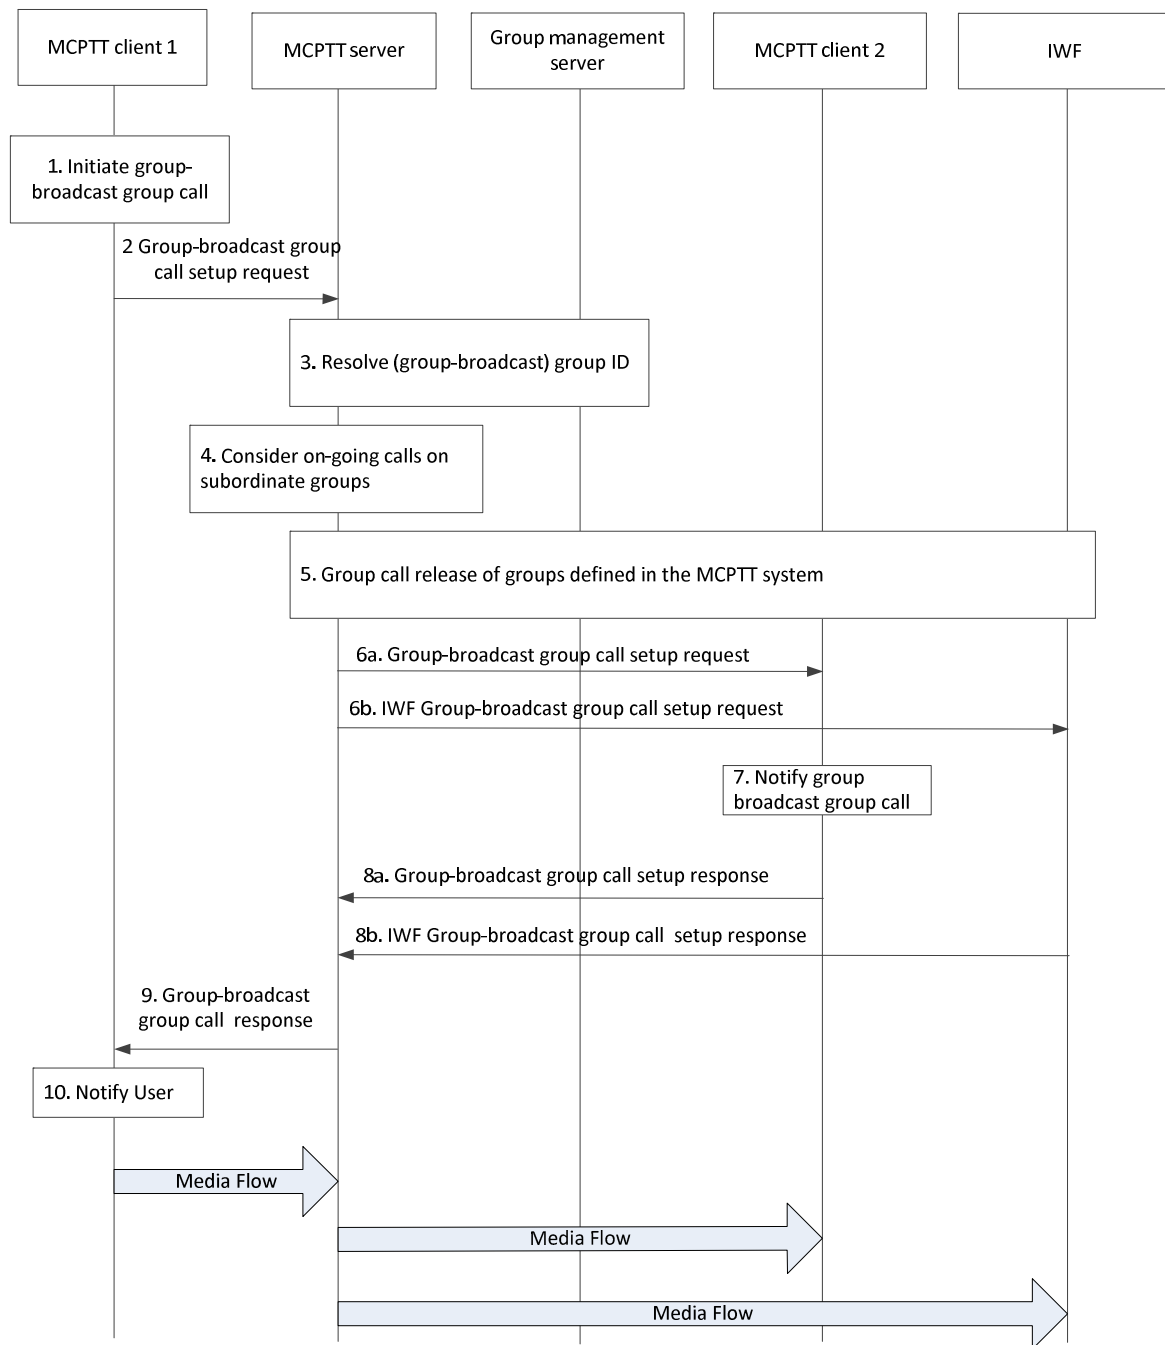 MCPTT client 1
MCPTT server
Group management
server
MCPTT client 2
IWF
1. Initiate group-
broadcast group call
2 Group-broadcast group
call setup request
3. Resolve (group-broadcast) group ID
4. Consider on-going calls on
subordinate groups
5. Group call release of groups defined in the MCPTT system
6a. Group-broadcast group call setup request
6b. IWF Group-broadcast group call setup request
7. Notify group
broadcast group call
8a. Group-broadcast group call setup response
8b. IWF Group-broadcast group call setup response
9. Group-broadcast
group call response
10. Notify User
Media Flow
Media Flow
Media Flow